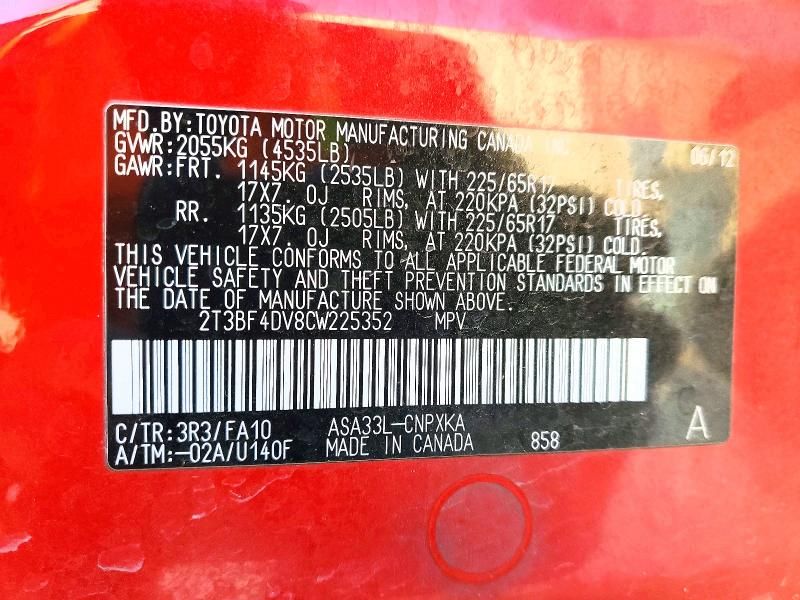 MFD.BY:TOYOTA MOTOR MANUFACTURING CANADA INC.
GVWR:2055KG (4535LB) 06/12
GAWR:FRT. 1145KG (2535LB) WITH 225/65R17 TIRES,
17X7.0J RIMS, AT 220KPA (32PSI) COLD
RR. 1135KG (2505LB) WITH 225/65R17 TIRES,
17X7.0J RIMS, AT 220KPA (32PSI) COLD.
THIS VEHICLE CONFORMS TO ALL APPLICABLE FEDERAL MOTOR
VEHICLE SAFETY AND THEFT PREVENTION STANDARDS IN EFFECT ON
THE DATE OF MANUFACTURE SHOWN ABOVE.
2T3BF4DV8CW225352 MPV
C/TR:3R3/FA10 ASA33L-CNPXKA A
A/TM:-02A/U140F MADE IN CANADA 858